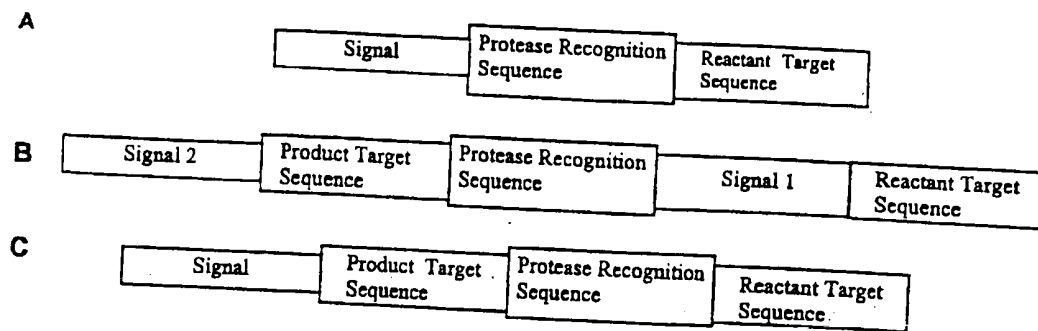 A
Signal
Protease Recognition
Sequence
Reactant Target
Sequence
B
Signal 2
Product Target
Sequence
Protease Recognition
Sequence
Signal 1
Reactant Target
Sequence
C
Signal
Product Target
Sequence
Protease Recognition
Sequence
Reactant Target
Sequence